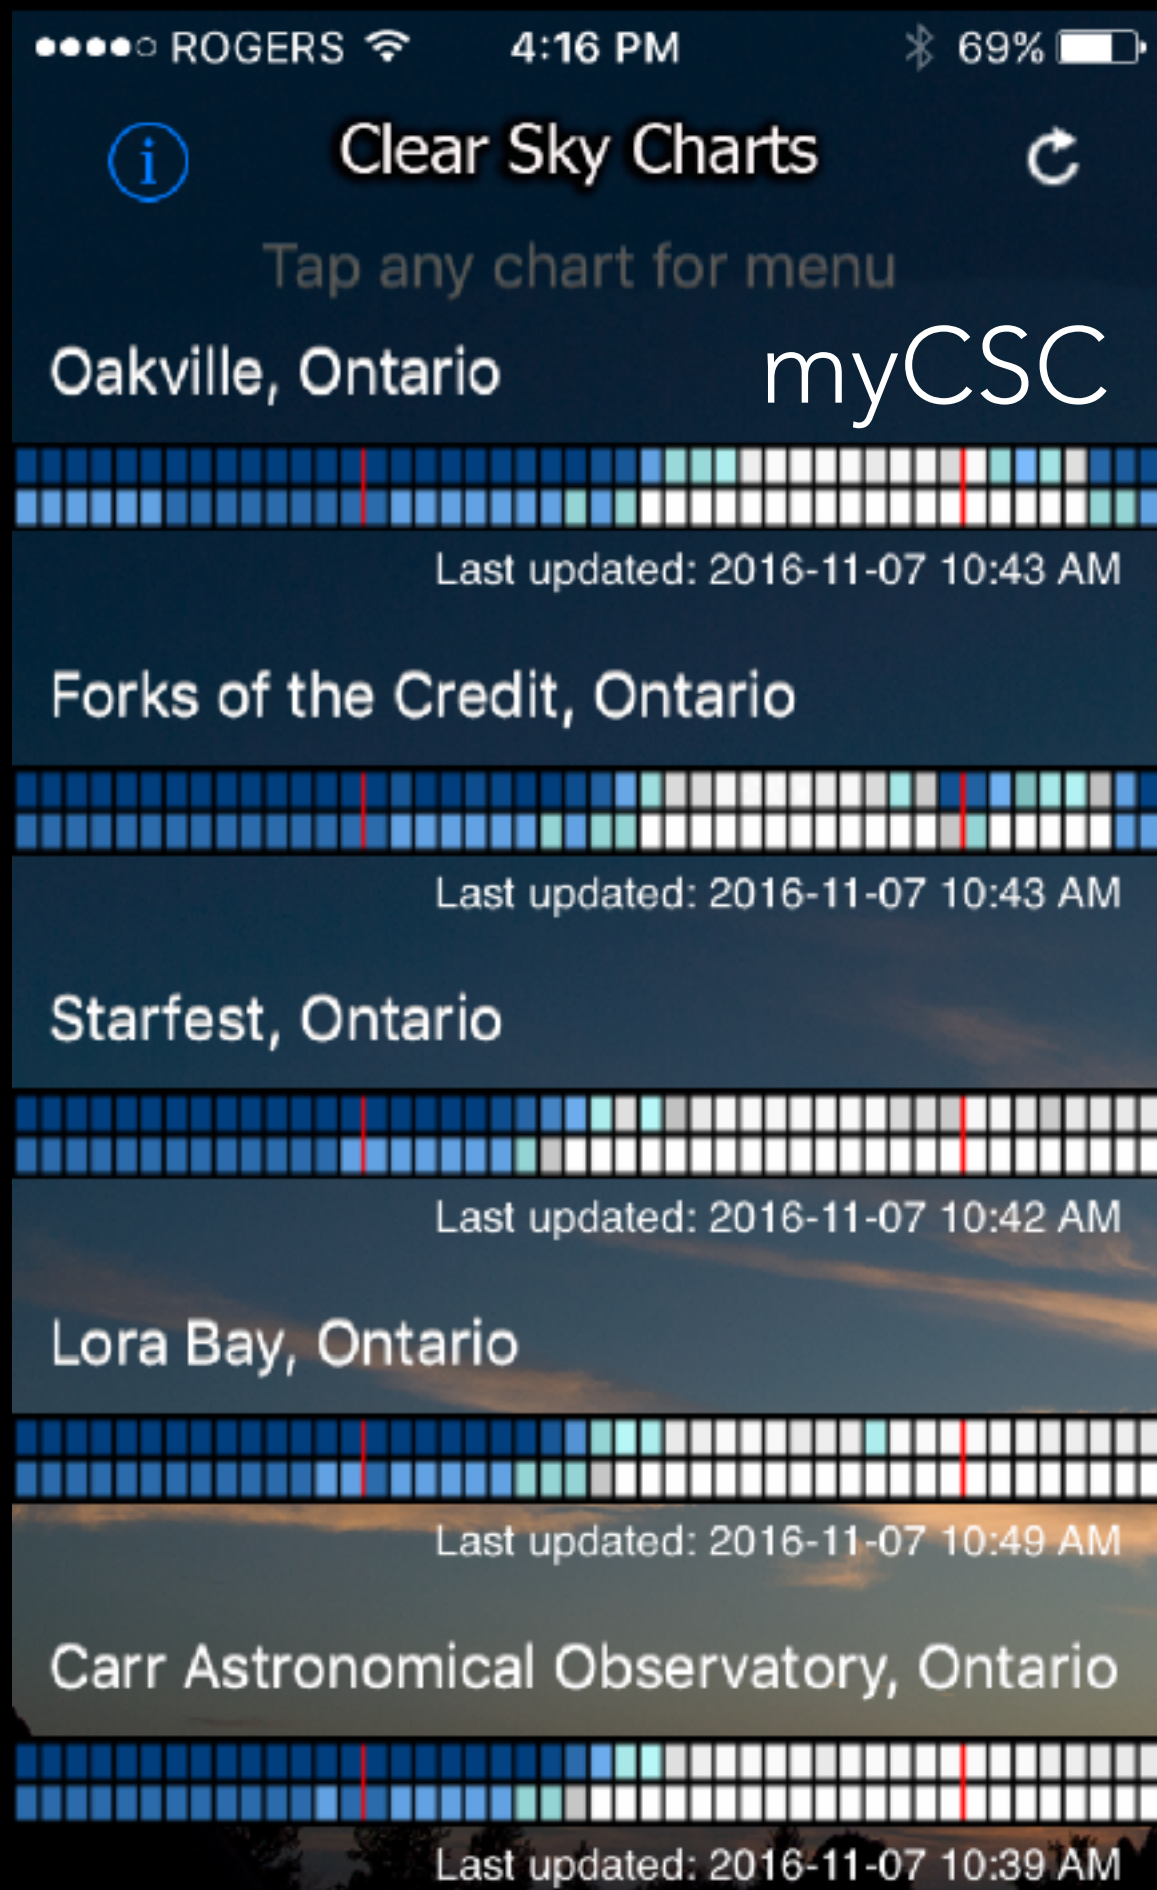 ROGERS 4:16 PM 69%
i Clear Sky Charts
Tap any chart for menu
Oakville, Ontario myCSC
Last updated: 2016-11-07 10:43 AM
Forks of the Credit, Ontario
Last updated: 2016-11-07 10:43 AM
Starfest, Ontario
Last updated: 2016-11-07 10:42 AM
Lora Bay, Ontario
Last updated: 2016-11-07 10:49 AM
Carr Astronomical Observatory, Ontario
Last updated: 2016-11-07 10:39 AM